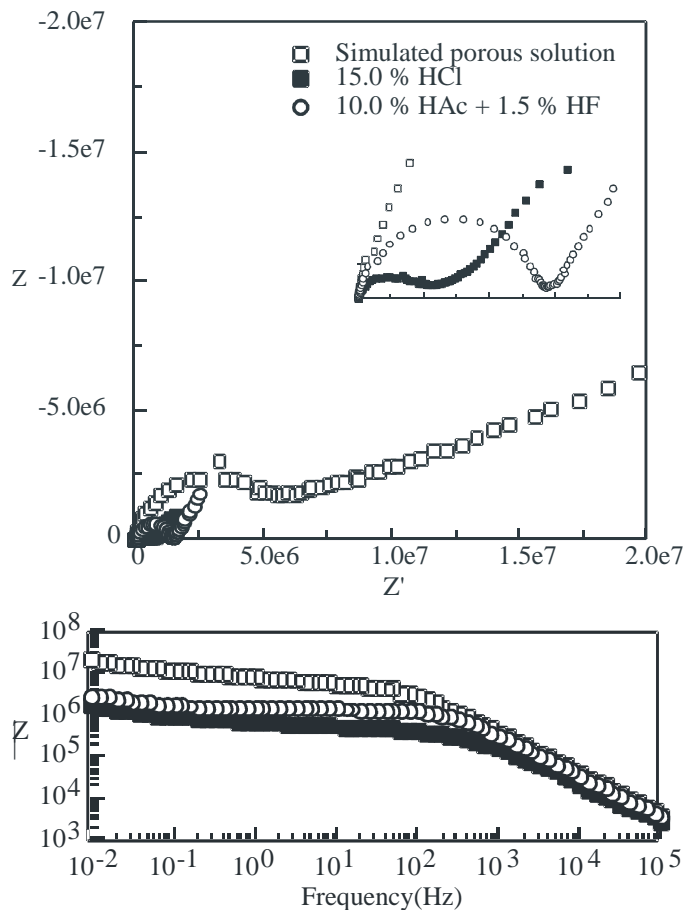 -2.0e7
Simulated porous solution
15.0 % HCl
10.0 % HAc + 1.5 % HF
-1.5e7
Z
-1.0e7
-5.0e6
0
0 5.0e6 1.0e7 1.5e7 2.0e7
Z'
10^8
10^7
10^6
Z
10^5
10^4
10^3
10^-2 10^-1 10^0 10^1 10^2 10^3 10^4 10^5
Frequency(Hz)